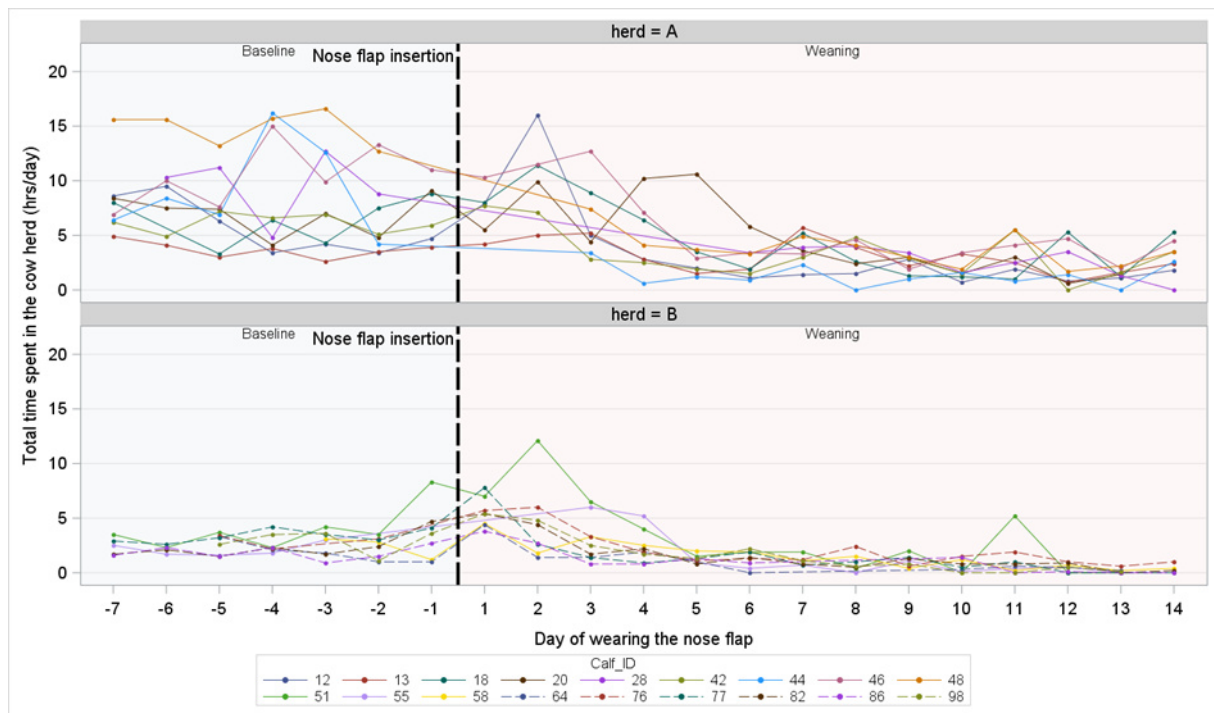 herd = A
Baseline
Nose flap insertion
Weaning
20
15
10
5
0
herd = B
Baseline
Nose flap insertion
Weaning
20
15
10
5
0
Total time spent in the cow herd (hrs/day)
-7 -6 -5 -4 -3 -2 -1 1 2 3 4 5 6 7 8 9 10 11 12 13 14
Day of wearing the nose flap
Calf_ID
12 13 18 20 28 42 44 46 48
51 55 58 64 76 77 82 86 98